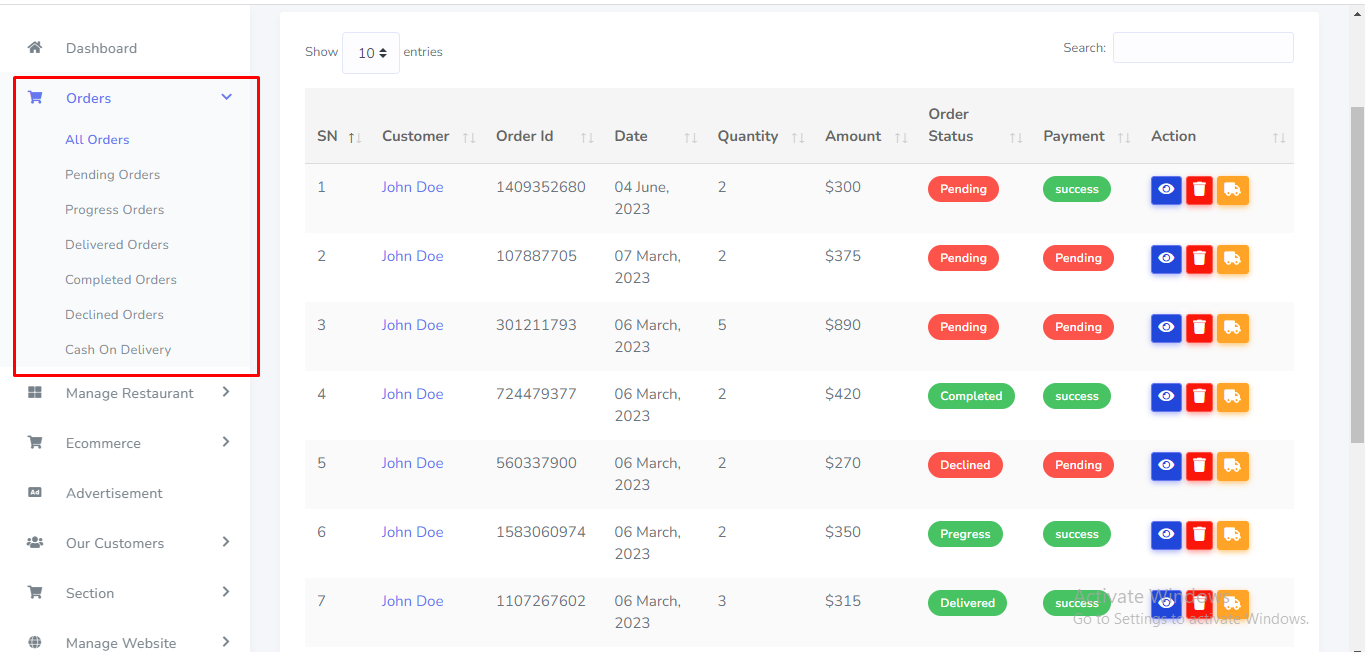 Dashboard
Orders
All Orders
Pending Orders
Progress Orders
Delivered Orders
Completed Orders
Declined Orders
Cash On Delivery
Manage Restaurant
Ecommerce
Ad
Advertisement
Our Customers
Section
Manage Website
Show 10 entries
Search:
SN Customer Order Id Date Quantity Amount Order Status Payment Action
1 John Doe 1409352680 04 June, 2023 2 $300 Pending success
2 John Doe 107887705 07 March, 2023 2 $375 Pending Pending
3 John Doe 301211793 06 March, 2023 5 $890 Pending Pending
4 John Doe 724479377 06 March, 2023 2 $420 Completed success
5 John Doe 560337900 06 March, 2023 2 $270 Declined Pending
6 John Doe 1583060974 06 March, 2023 2 $350 Pregress success
7 John Doe 1107267602 06 March, 2023 3 $315 Delivered success
Activate Windows
Go to Settings to activate Windows.